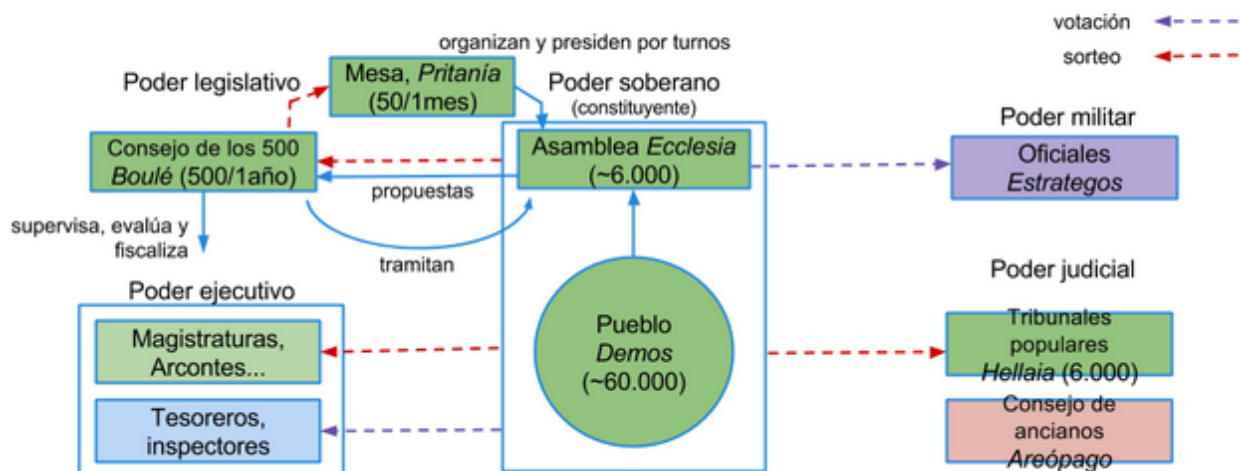 organizan y presiden por turnos
votación
sorteo
Poder legislativo
Mesa, Pritanía
(50/1mes)
Poder soberano
(constituyente)
Poder militar
Consejo de los 500
Boulé (500/1año)
Asamblea Ecclesia
(~6.000)
Oficiales
Estrategos
propuestas
supervisa, evalúa y
fiscaliza
tramitan
Poder ejecutivo
Magistraturas,
Arcontes...
Tesoreros,
inspectores
Pueblo
Demos
(~60.000)
Poder judicial
Tribunales
populares
Hellaia (6.000)
Consejo de
ancianos
Areópago